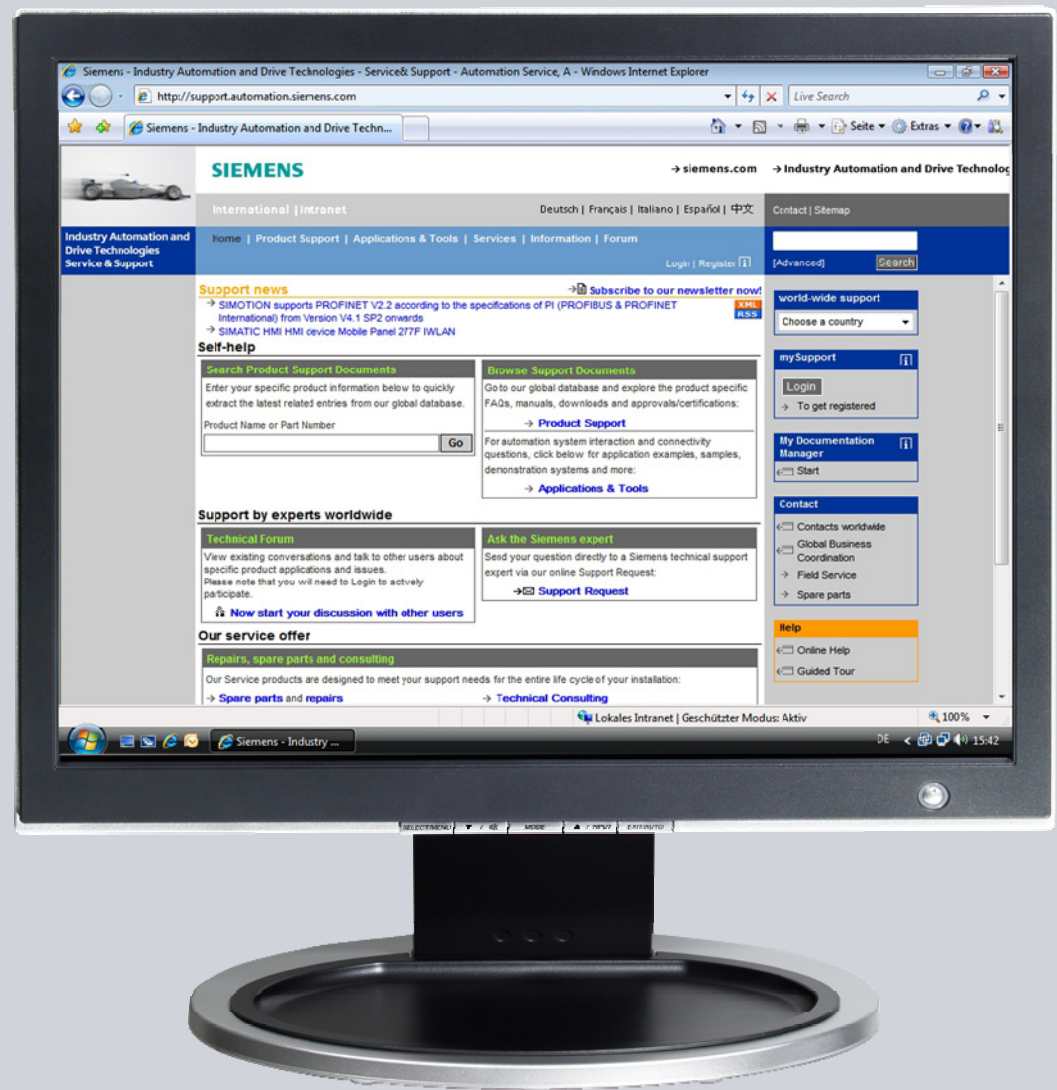 Siemens - Industry Automation and Drive Technologies - Service& Support - Automation Service, A - Windows Internet Explorer
http://support.automation.siemens.com
Live Search
Siemens - Industry Automation and Drive Techn...
Seite
Extras
SIEMENS
→ siemens.com
→ Industry Automation and Drive Technolog
International | Intranet
Deutsch | Français | Italiano | Español | 中文
Contact | Sitemap
Industry Automation and
Drive Technologies
Service & Support
Home | Product Support | Applications & Tools | Services | Information | Forum
Login | Register
[Advanced]
Search
Support news
→ Subscribe to our newsletter now!
→ SIMOTION supports PROFINET V2.2 according to the specifications of PI (PROFIBUS & PROFINET
International) from Version V4.1 SP2 onwards
XML
RSS
→ SIMATIC HMI HMI device Mobile Panel 277F IWLAN
Self-help
Search Product Support Documents
Enter your specific product information below to quickly
extract the latest related entries from our global database.
Product Name or Part Number
Go
Browse Support Documents
Go to our global database and explore the product specific
FAQs, manuals, downloads and approvals/certifications:
→ Product Support
For automation system interaction and connectivity
questions, click below for application examples, samples,
demonstration systems and more:
→ Applications & Tools
Support by experts worldwide
Technical Forum
View existing conversations and talk to other users about
specific product applications and issues.
Please note that you will need to Login to actively
participate.
Now start your discussion with other users
Ask the Siemens expert
Send your question directly to a Siemens technical support
expert via our online Support Request:
→ Support Request
Our service offer
Repairs, spare parts and consulting
Our Service products are designed to meet your support needs for the entire life cycle of your installation:
→ Spare parts and repairs
→ Technical Consulting
world-wide support
Choose a country
mySupport
Login
→ To get registered
My Documentation
Manager
Start
Contact
Contacts worldwide
Global Business
Coordination
→ Field Service
→ Spare parts
Help
Online Help
Guided Tour
Lokales Intranet | Geschützter Modus: Aktiv
100%
Siemens - Industry ...
DE
15:42
SELECT/MENU
MODE
▲ / INPUT
EXIT/AUTO